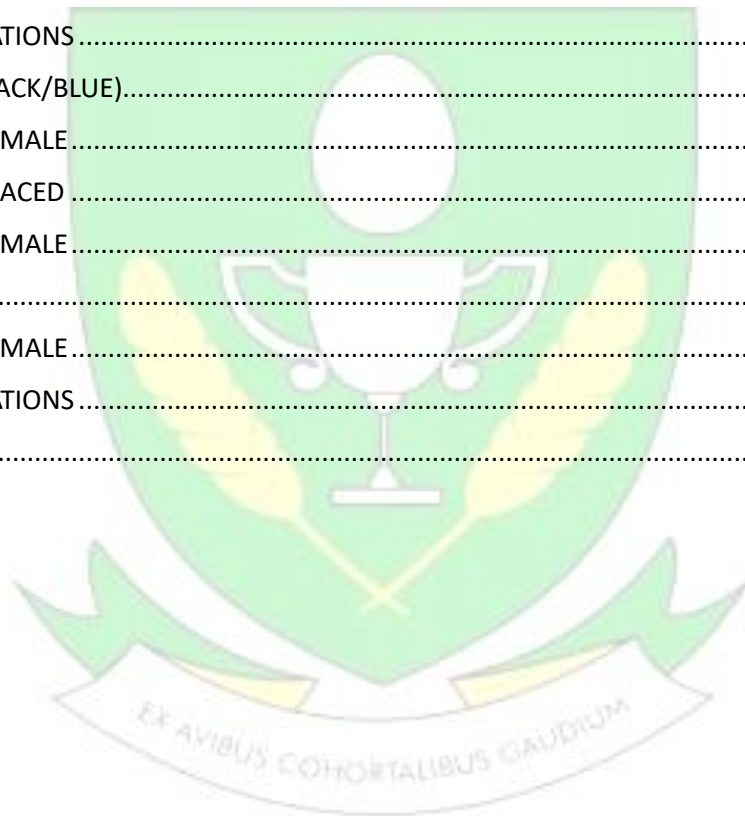 ATIONS ..........................................................................................................
ACK/BLUE)..................................................................................................
MALE ...........................................................................................................
ACED ...........................................................................................................
MALE ...........................................................................................................
.....................................................................................................................
MALE ...........................................................................................................
ATIONS ..........................................................................................................
.....................................................................................................................
EX AVIBUS COHORTALIBUS GAUDIUM